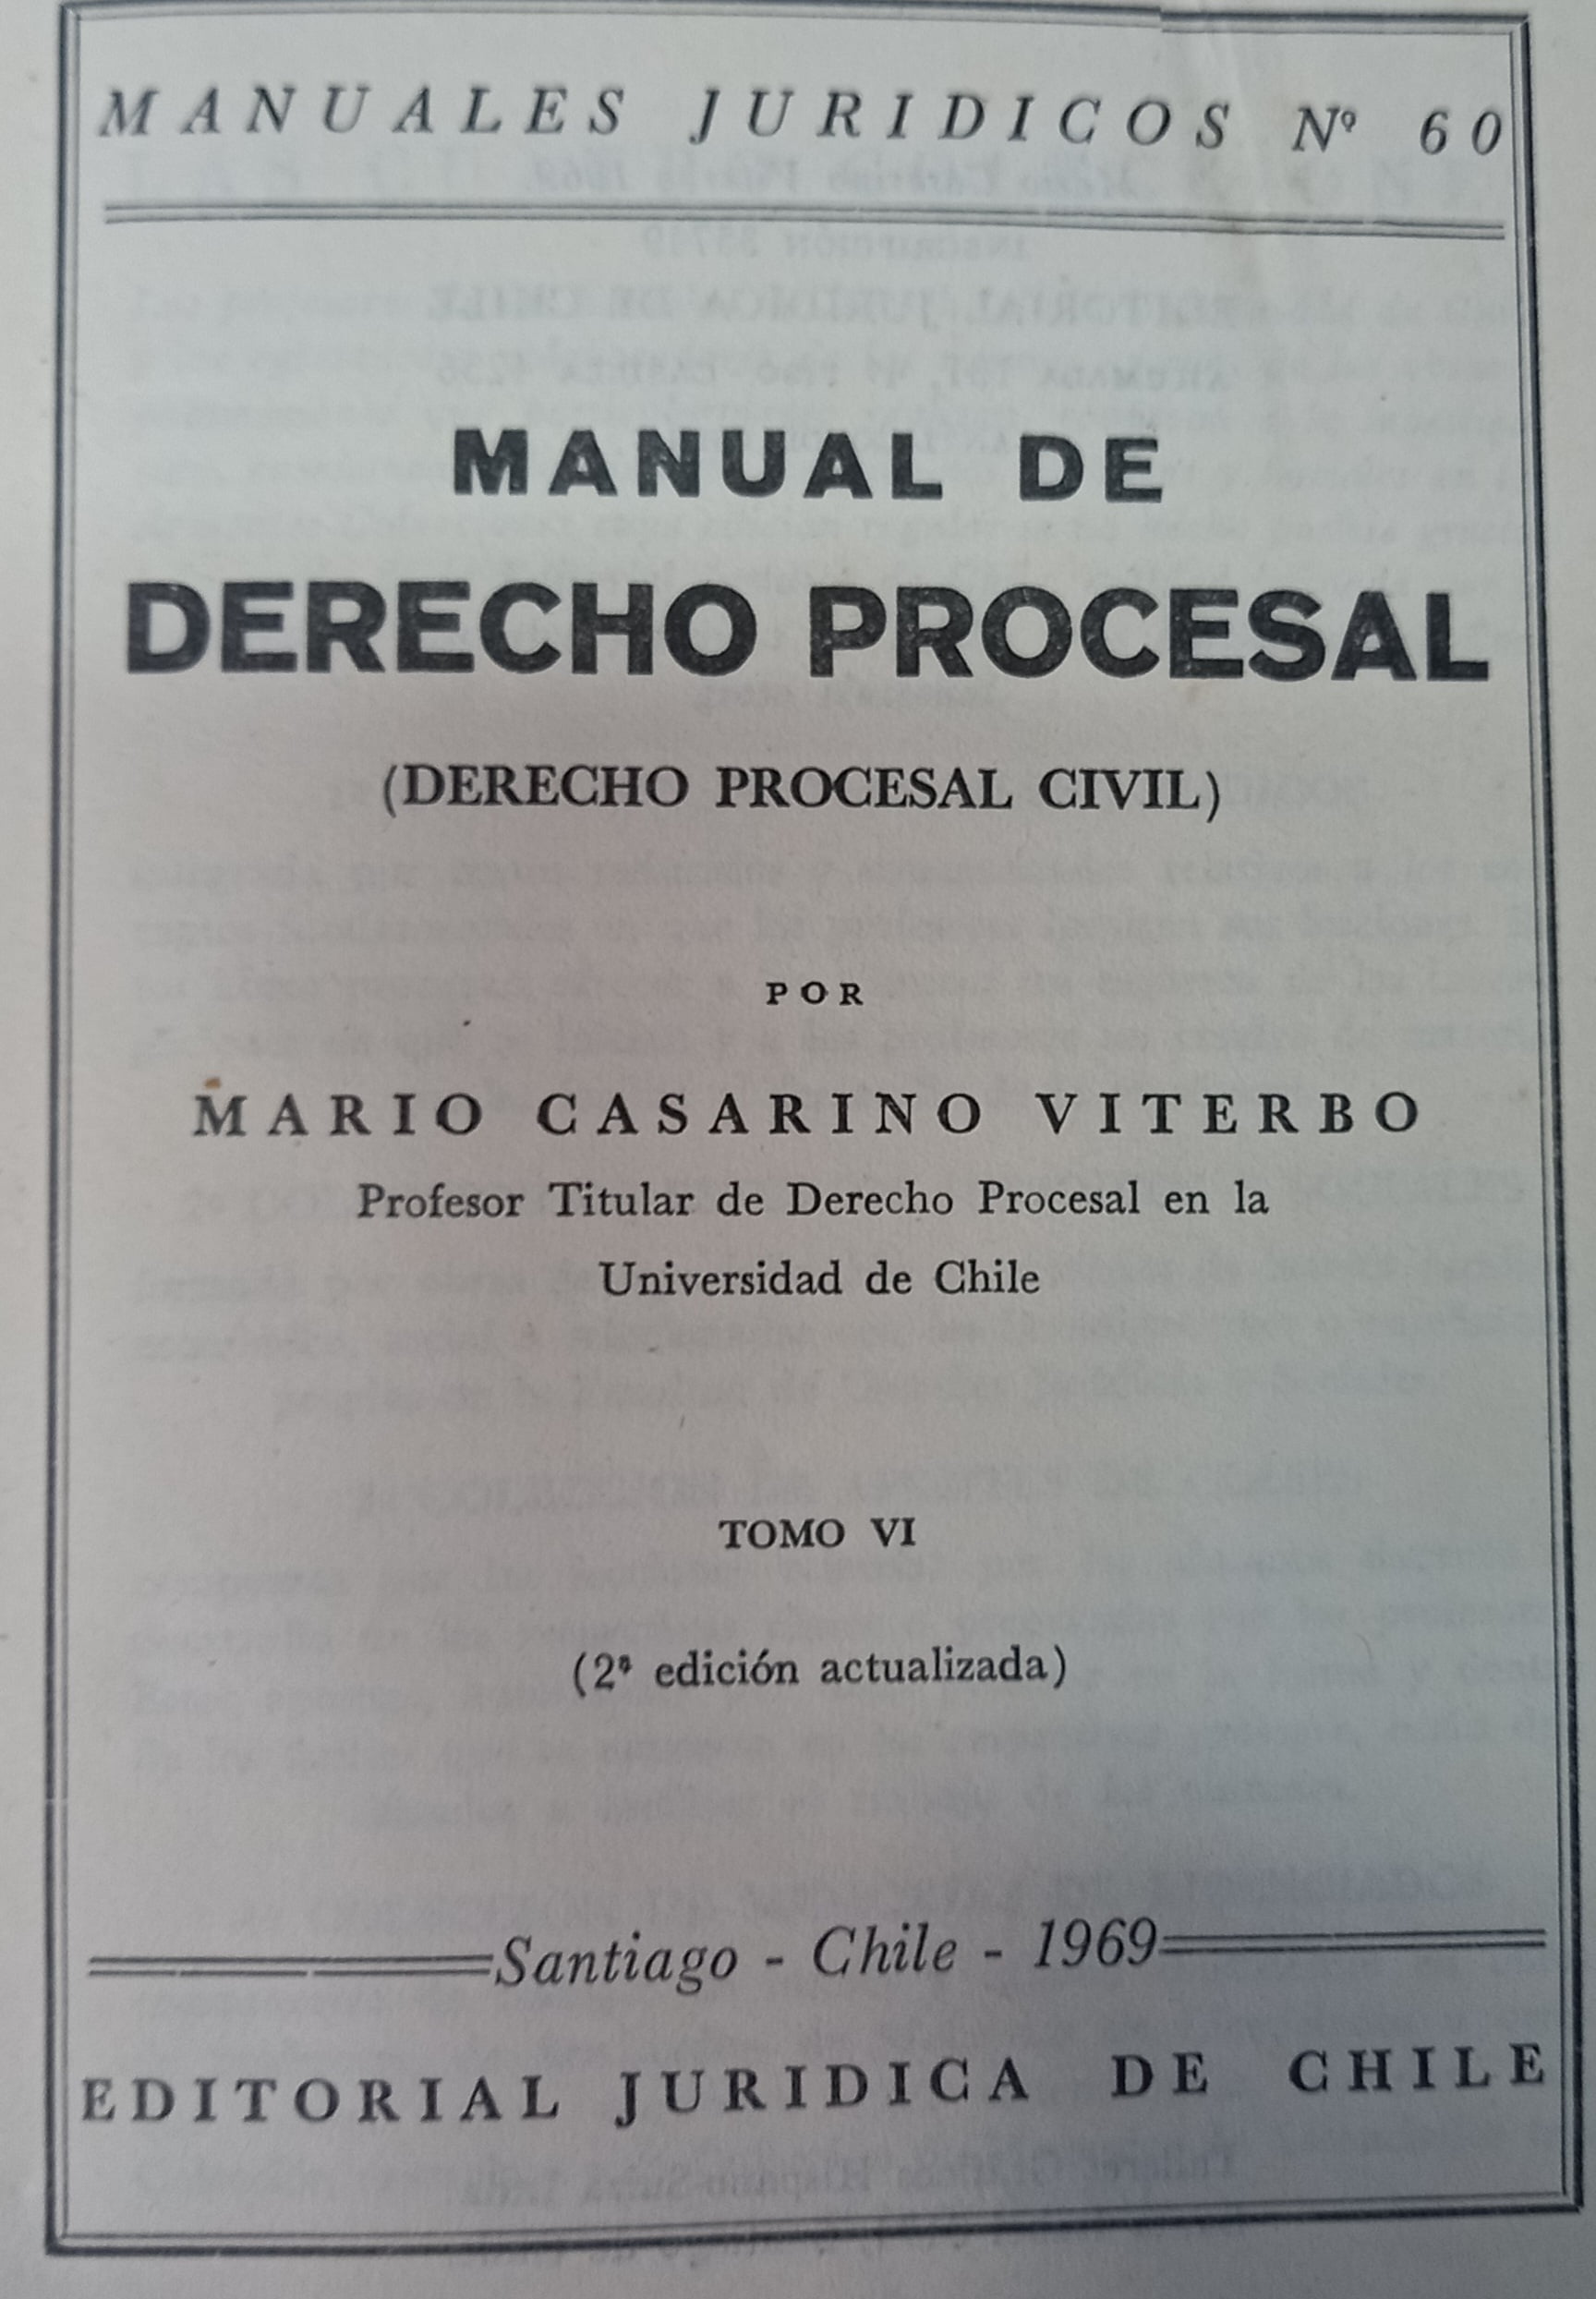 MANUALES JURIDICOS Nº 60
MANUAL DE
DERECHO PROCESAL
(DERECHO PROCESAL CIVIL)
POR
MARIO CASARINO VITERBO
Profesor Titular de Derecho Procesal en la
Universidad de Chile
TOMO VI
(2ª edición actualizada)
Santiago - Chile - 1969
EDITORIAL JURIDICA DE CHILE